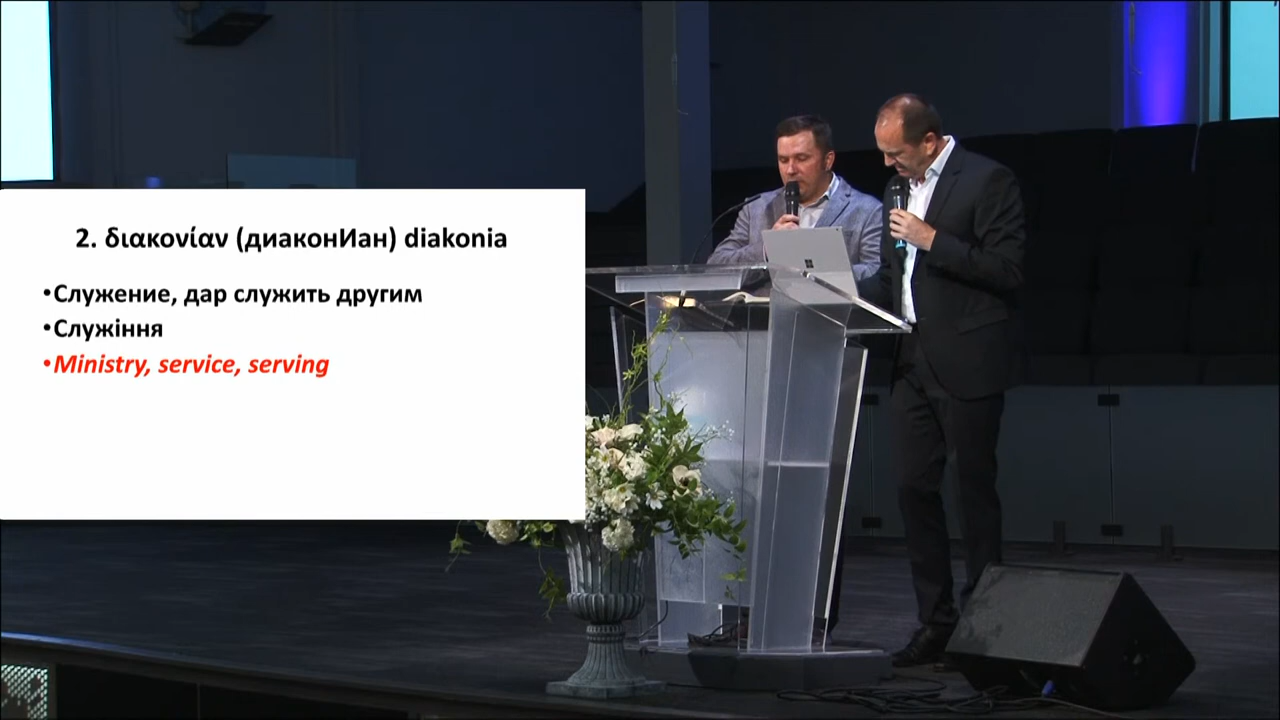 2. διακονίαν (диаконИан) diakonia
•Служение, дар служить другим
•Служіння
•Ministry, service, serving